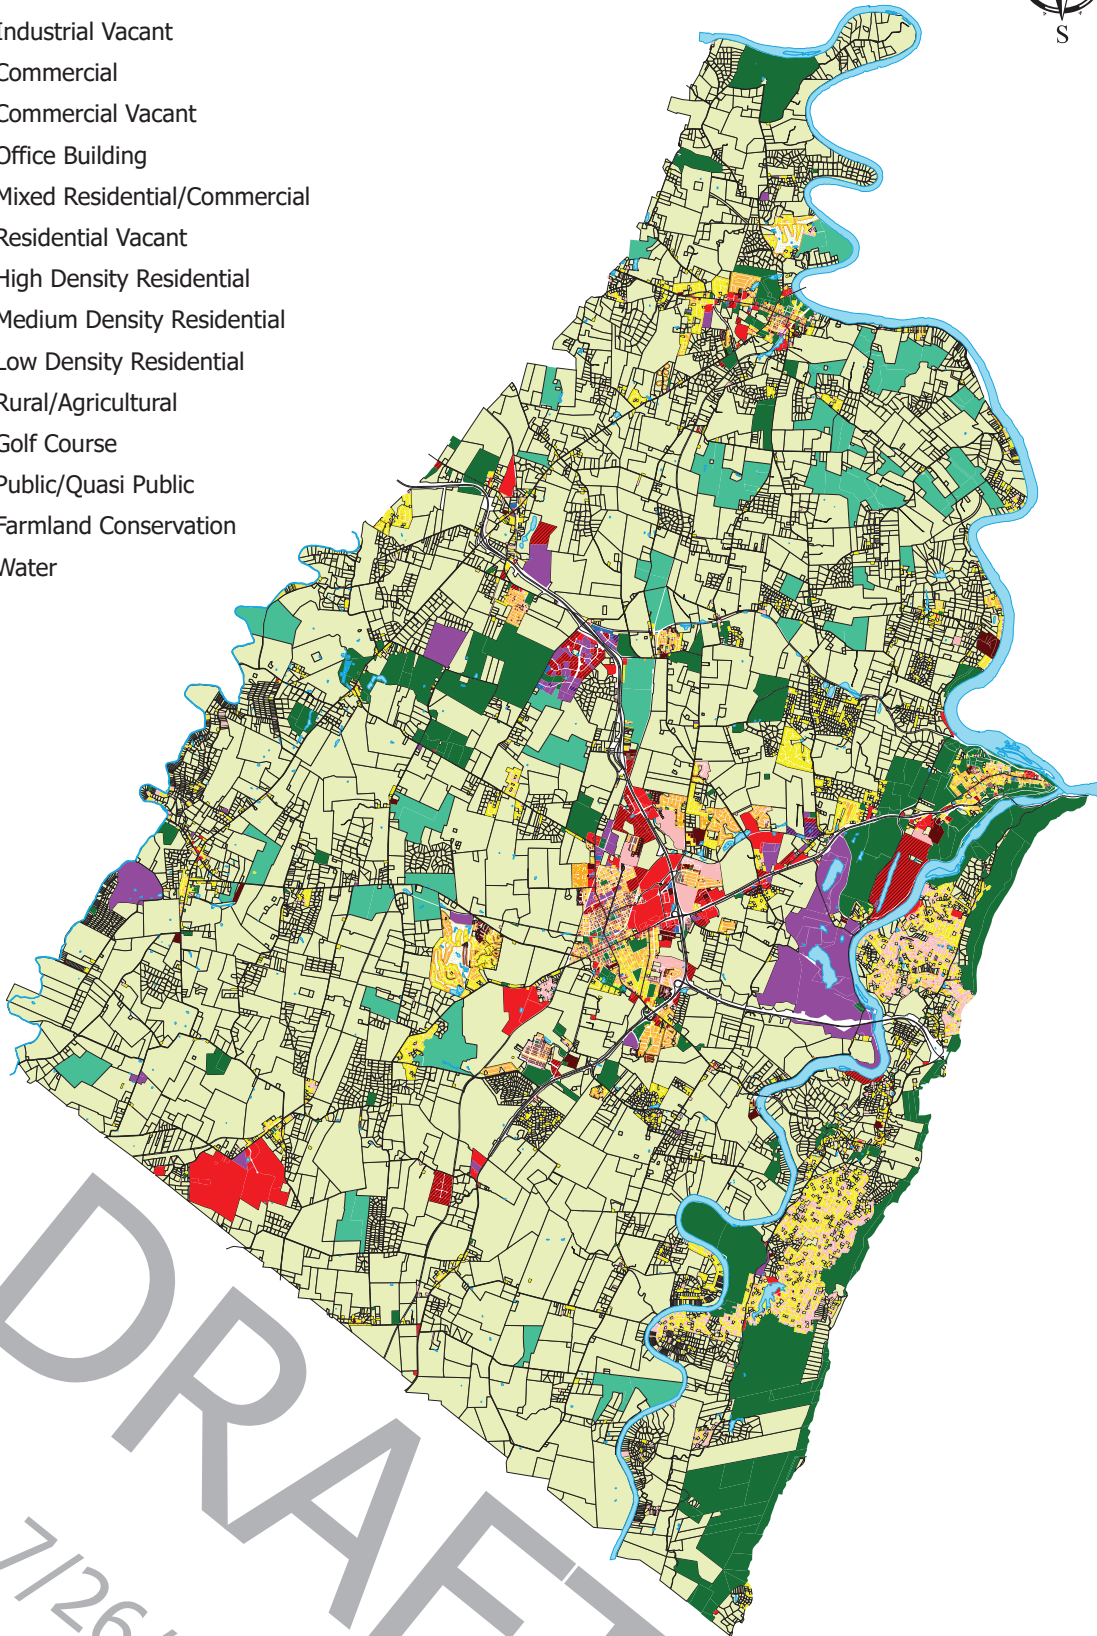 Industrial Vacant
Commercial
Commercial Vacant
Office Building
Mixed Residential/Commercial
Residential Vacant
High Density Residential
Medium Density Residential
Low Density Residential
Rural/Agricultural
Golf Course
Public/Quasi Public
Farmland Conservation
Water
S
DRAFT
7/26/